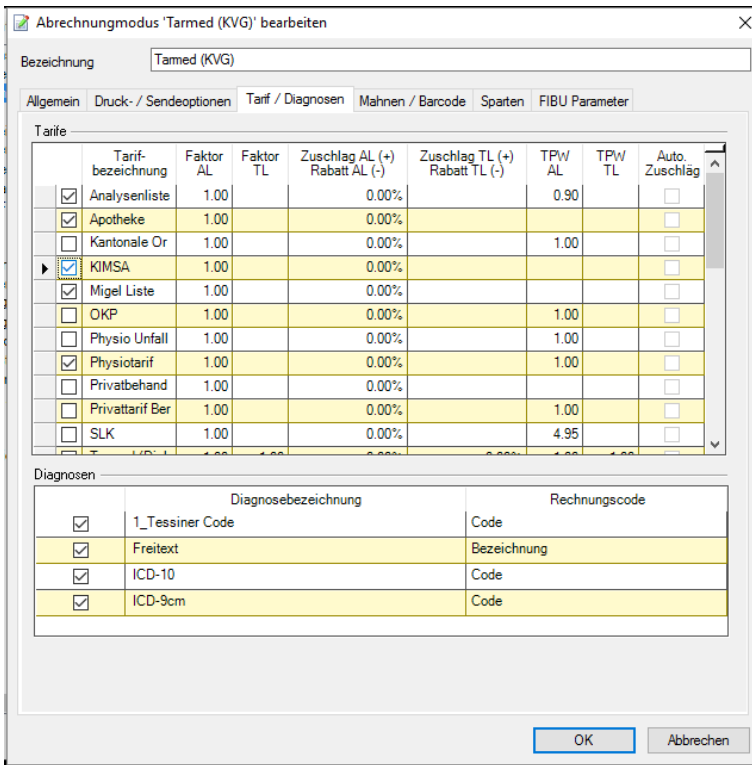 Abrechnungmodus 'Tarmed (KVG)' bearbeiten
Bezeichnung Tarmed (KVG)
Allgemein Druck- / Sendeoptionen Tarif / Diagnosen Mahnen / Barcode Sparten FIBU Parameter
Tarife
Tarif-bezeichnung Faktor AL Faktor TL Zuschlag AL (+) Rabatt AL (-) Zuschlag TL (+) Rabatt TL (-) TPW AL TPW TL Auto. Zuschläg
Analysenliste 1.00 0.00% 0.90
Apotheke 1.00 0.00%
Kantonale Or 1.00 0.00% 1.00
KIMSA 1.00 0.00%
Migel Liste 1.00 0.00%
OKP 1.00 0.00% 1.00
Physio Unfall 1.00 0.00% 1.00
Physiotarif 1.00 0.00% 1.00
Privatbehand 1.00 0.00%
Privattarif Ber 1.00 0.00% 1.00
SLK 1.00 0.00% 4.95
Diagnosen
Diagnosebezeichnung Rechnungscode
1_Tessiner Code Code
Freitext Bezeichnung
ICD-10 Code
ICD-9cm Code
OK Abbrechen